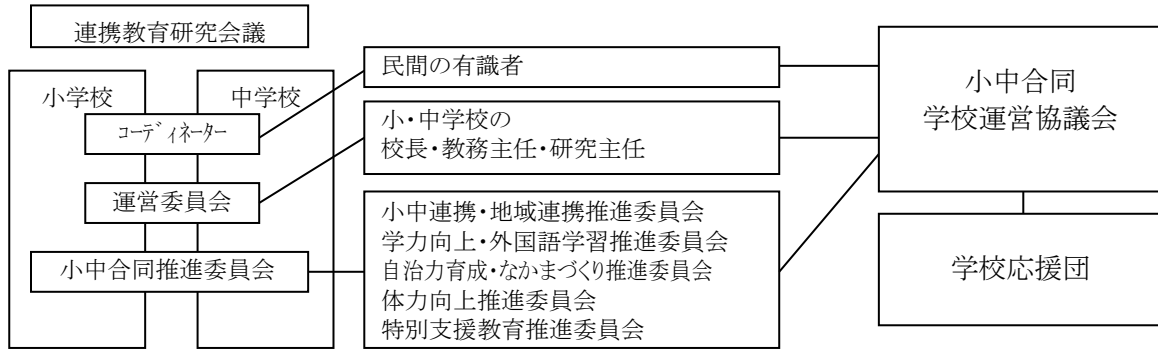 連携教育研究会議
小学校
中学校
コーディネーター
運営委員会
小中合同推進委員会
民間の有識者
小・中学校の
校長・教務主任・研究主任
小中連携・地域連携推進委員会
学力向上・外国語学習推進委員会
自治力育成・なかまづくり推進委員会
体力向上推進委員会
特別支援教育推進委員会
小中合同
学校運営協議会
学校応援団